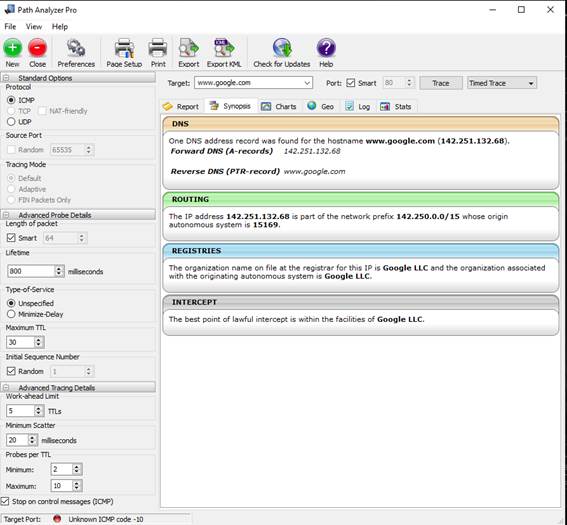 Path Analyzer Pro
File View Help
New Close Preferences Page Setup Print Export Export KML Check for Updates Help
Standard Options
Protocol
ICMP
TCP NAT-friendly
UDP
Source Port
Random 65535
Tracing Mode
Default
Adaptive
FIN Packets Only
Advanced Probe Details
Length of packet
Smart 64
Lifetime
800 milliseconds
Type-of-Service
Unspecified
Minimize-Delay
Maximum TTL
30
Initial Sequence Number
Random 1
Advanced Tracing Details
Work-ahead Limit
5 TTLs
Minimum Scatter
20 milliseconds
Probes per TTL
Minimum: 2
Maximum: 10
Stop on control messages (ICMP)
Target: www.google.com Port: Smart 80 Trace Timed Trace
Report Synopsis Charts Geo Log Stats
DNS
One DNS address record was found for the hostname www.google.com (142.251.132.68).
Forward DNS (A-records) 142.251.132.68
Reverse DNS (PTR-record) www.google.com
ROUTING
The IP address 142.251.132.68 is part of the network prefix 142.250.0.0/15 whose origin
autonomous system is 15169.
REGISTRIES
The organization name on file at the registrar for this IP is Google LLC and the organization associated
with the originating autonomous system is Google LLC.
INTERCEPT
The best point of lawful intercept is within the facilities of Google LLC.
Target Port: Unknown ICMP code -10